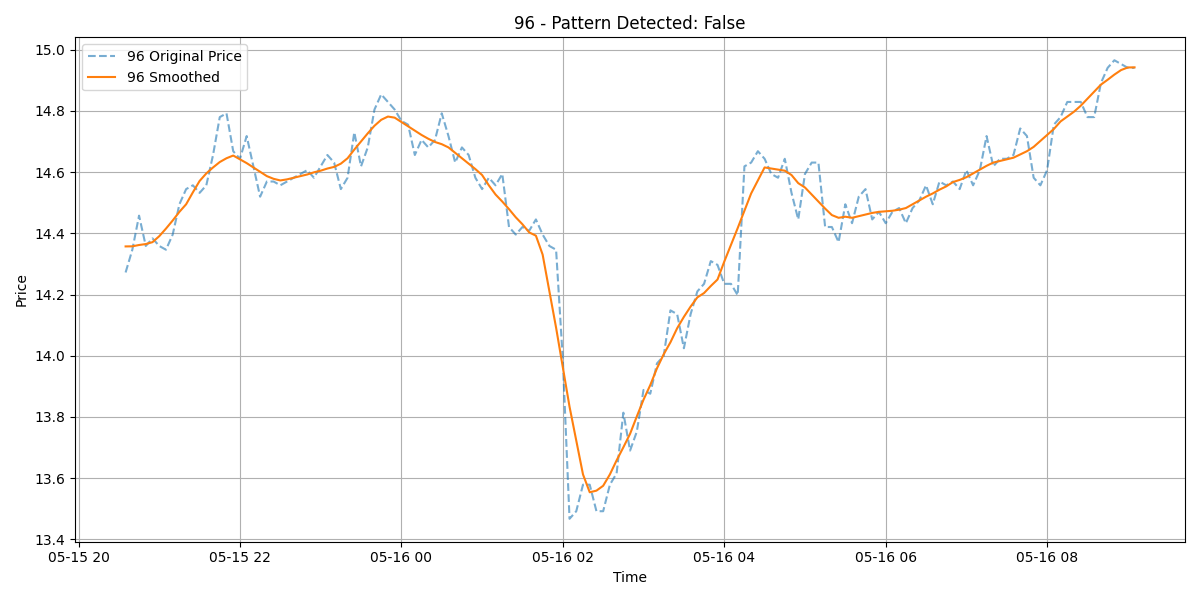 96 - Pattern Detected: False
96 Original Price
96 Smoothed
Price
15.0
14.8
14.6
14.4
14.2
14.0
13.8
13.6
13.4
05-15 20 05-15 22 05-16 00 05-16 02 05-16 04 05-16 06 05-16 08
Time